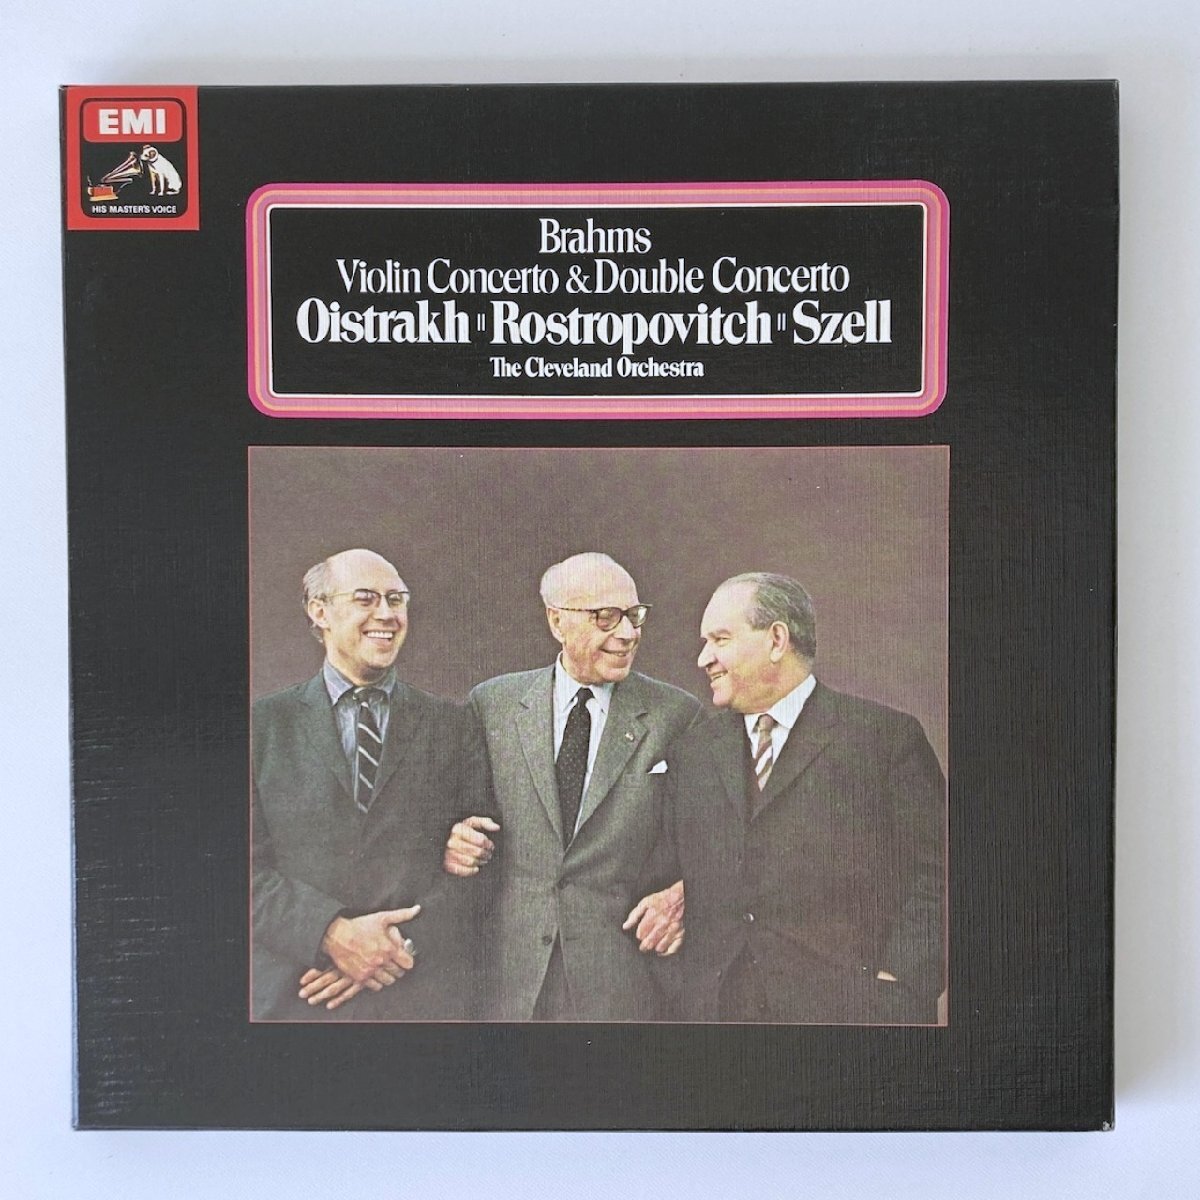 EMI
HIS MASTER'S VOICE
Brahms
Violin Concerto & Double Concerto
Oistrakh " Rostropovitch " Szell
The Cleveland Orchestra